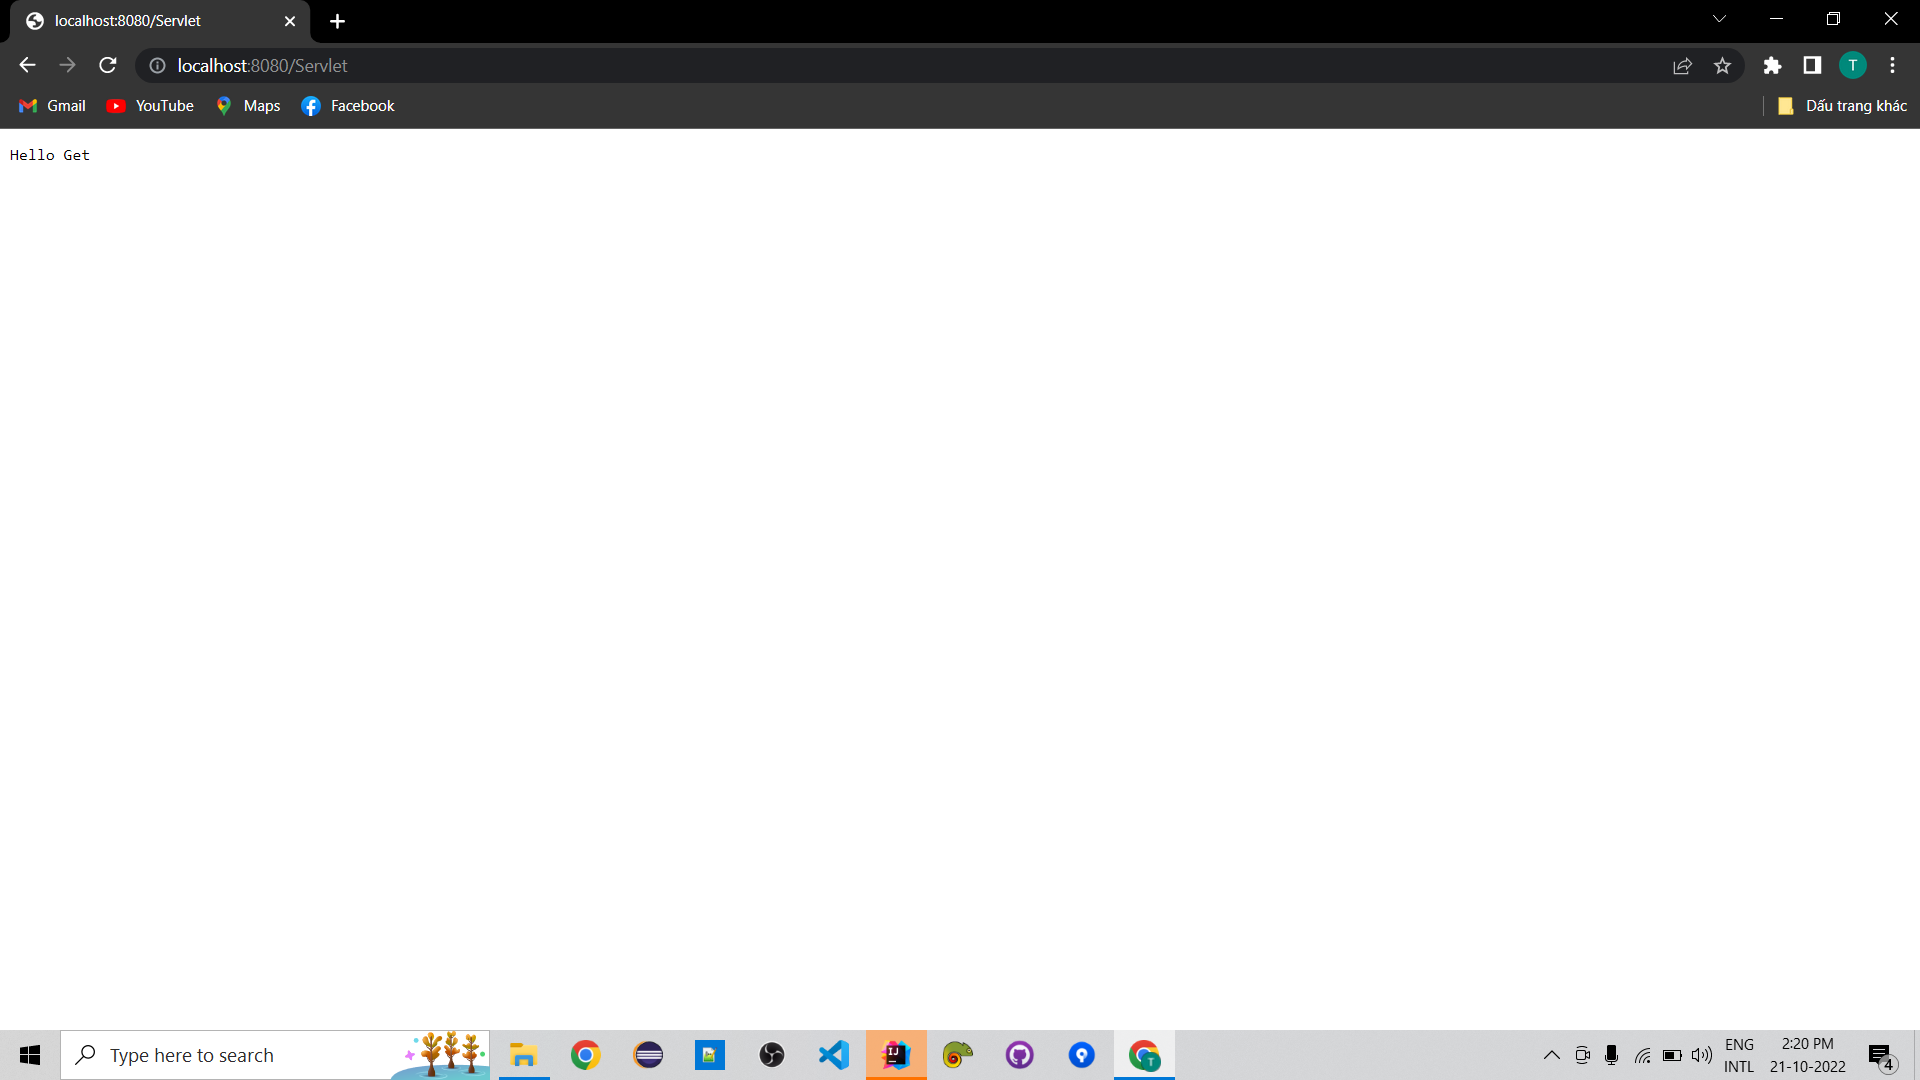 localhost:8080/Servlet
localhost:8080/Servlet
T
Gmail
YouTube
Maps
Facebook
Dấu trang khác
Hello Get
Type here to search
IJ
T
ENG
INTL
2:20 PM
21-10-2022
4